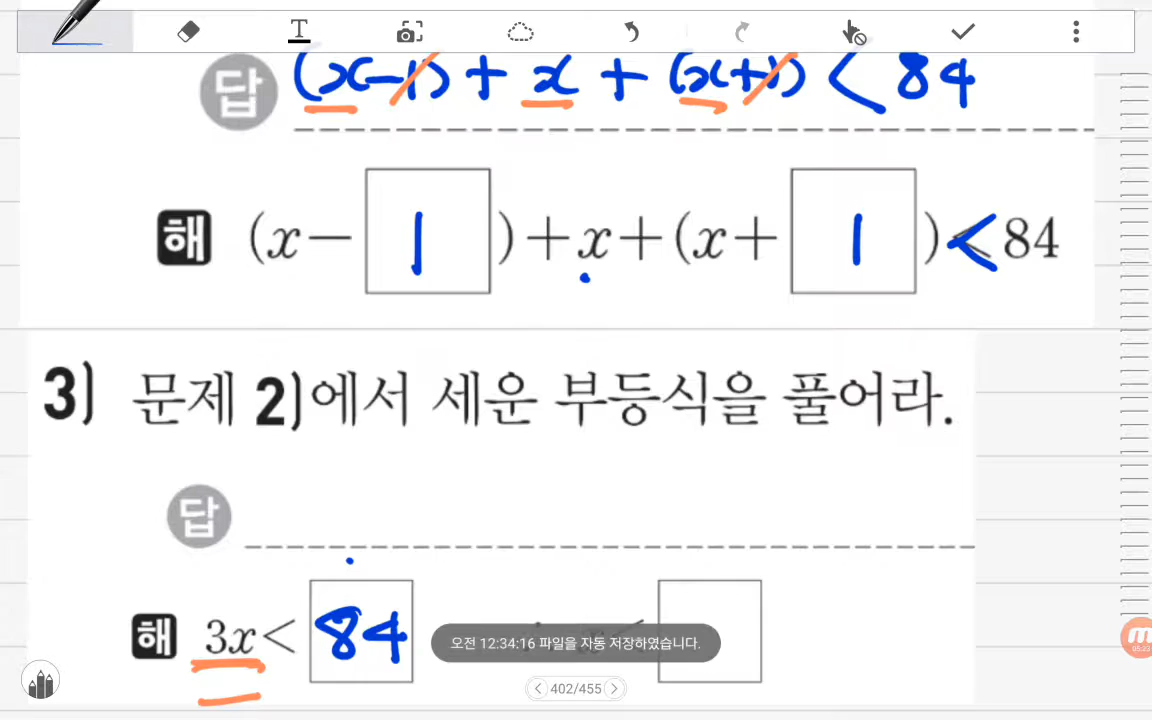 T
답 (x-1) + x + (x+1) < 84
해 (x- 1 )+x+(x+ 1 )<84
3) 문제 2)에서 세운 부등식을 풀어라.
답
해 3x< 84 ∴ x<
오전 12:34:16 파일을 자동 저장하였습니다.
402/455